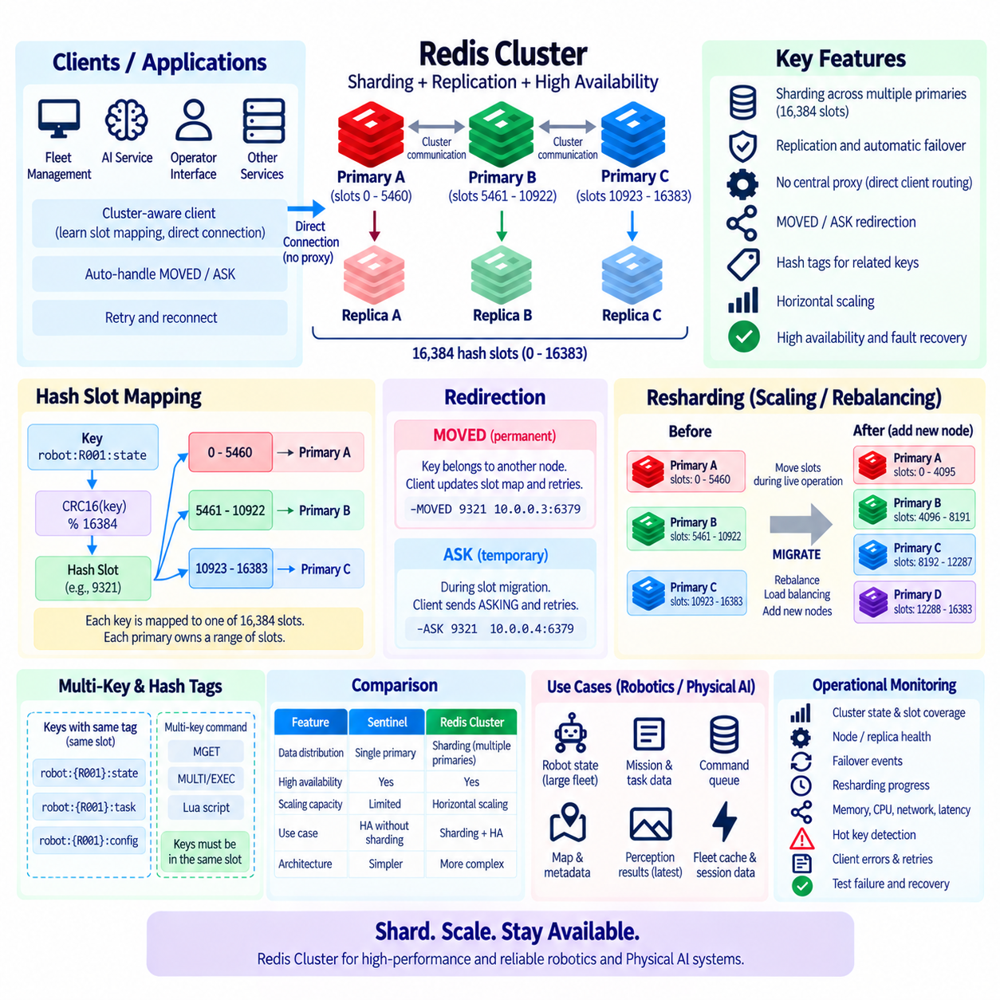 Clients / Applications
Fleet
Management
AI Service
Operator
Interface
Other
Services
Cluster-aware client
(learn slot mapping, direct connection)
Auto-handle MOVED / ASK
Retry and reconnect
Direct
Connection
(no proxy)
Redis Cluster
Sharding + Replication + High Availability
Cluster
communication
Cluster
communication
Primary A
(slots 0 - 5460)
Primary B
(slots 5461 - 10922)
Primary C
(slots 10923 - 16383)
Replica A
Replica B
Replica C
16,384 hash slots (0 - 16383)
Key Features
Sharding across multiple primaries
(16,384 slots)
Replication and automatic failover
No central proxy (direct client routing)
MOVED / ASK redirection
Hash tags for related keys
Horizontal scaling
High availability and fault recovery
Hash Slot Mapping
Key
robot:R001:state
CRC16(key)
% 16384
Hash Slot
(e.g., 9321)
0 - 5460
Primary A
5461 - 10922
Primary B
10923 - 16383
Primary C
Each key is mapped to one of 16,384 slots.
Each primary owns a range of slots.
Redirection
MOVED (permanent)
Key belongs to another node.
Client updates slot map and retries.
-MOVED 9321 10.0.0.3:6379
ASK (temporary)
During slot migration.
Client sends ASKING and retries.
-ASK 9321 10.0.0.4:6379
Resharding (Scaling / Rebalancing)
Before
Primary A
slots: 0 - 5460
Primary B
slots: 5461 - 10922
Primary C
slots: 10923 - 16383
Move slots
during live operation
MIGRATE
Rebalance
Load balancing
Add new nodes
After (add new node)
Primary A
slots: 0 - 4095
Primary B
slots: 4096 - 8191
Primary C
slots: 8192 - 12287
Primary D
slots: 12288 - 16383
Multi-Key & Hash Tags
Keys with same tag
(same slot)
robot:{R001}:state
robot:{R001}:task
robot:{R001}:config
Multi-key command
MGET
MULTI/EXEC
Lua script
Keys must be
in the same slot
Comparison
Feature Sentinel Redis Cluster
Data distribution Single primary Sharding (multiple
primaries)
High availability Yes Yes
Scaling capacity Limited Horizontal scaling
Use case HA without
sharding Sharding + HA
Architecture Simpler More complex
Use Cases (Robotics / Physical AI)
Robot state
(large fleet)
Mission &
task data
Command
queue
Map &
metadata
Perception
results (latest)
Fleet cache &
session data
Operational Monitoring
Cluster state & slot coverage
Node / replica health
Failover events
Resharding progress
Memory, CPU, network, latency
Hot key detection
Client errors & retries
Test failure and recovery
Shard. Scale. Stay Available.
Redis Cluster for high-performance and reliable robotics and Physical AI systems.